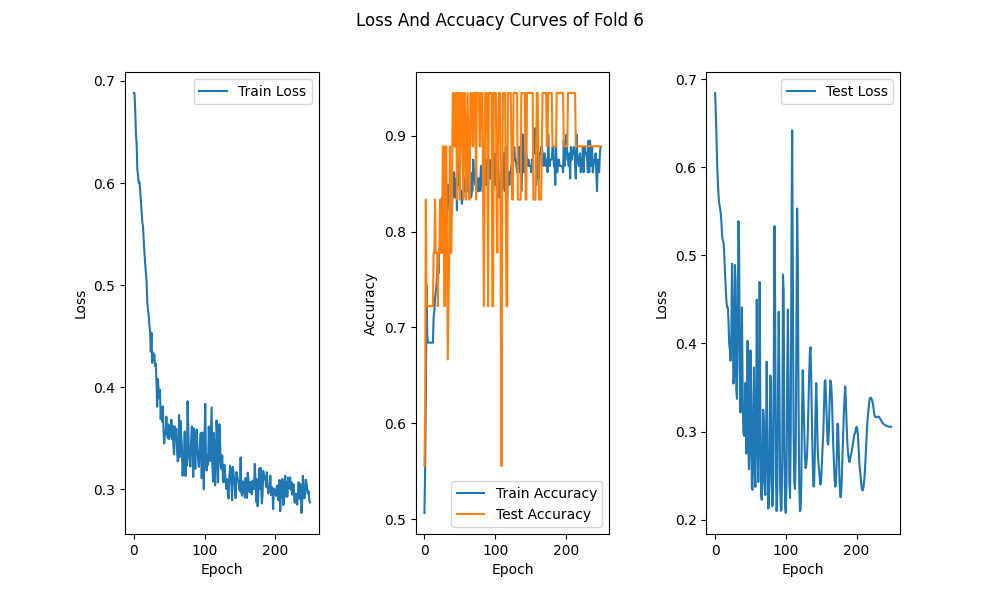 Loss And Accuacy Curves of Fold 6
0.7
0.6
0.5
0.4
0.3
Loss
0 100 200
Epoch
Train Loss
0.9
0.8
0.7
0.6
0.5
Accuracy
0 100 200
Epoch
Train Accuracy
Test Accuracy
0.7
0.6
0.5
0.4
0.3
0.2
Loss
0 100 200
Epoch
Test Loss